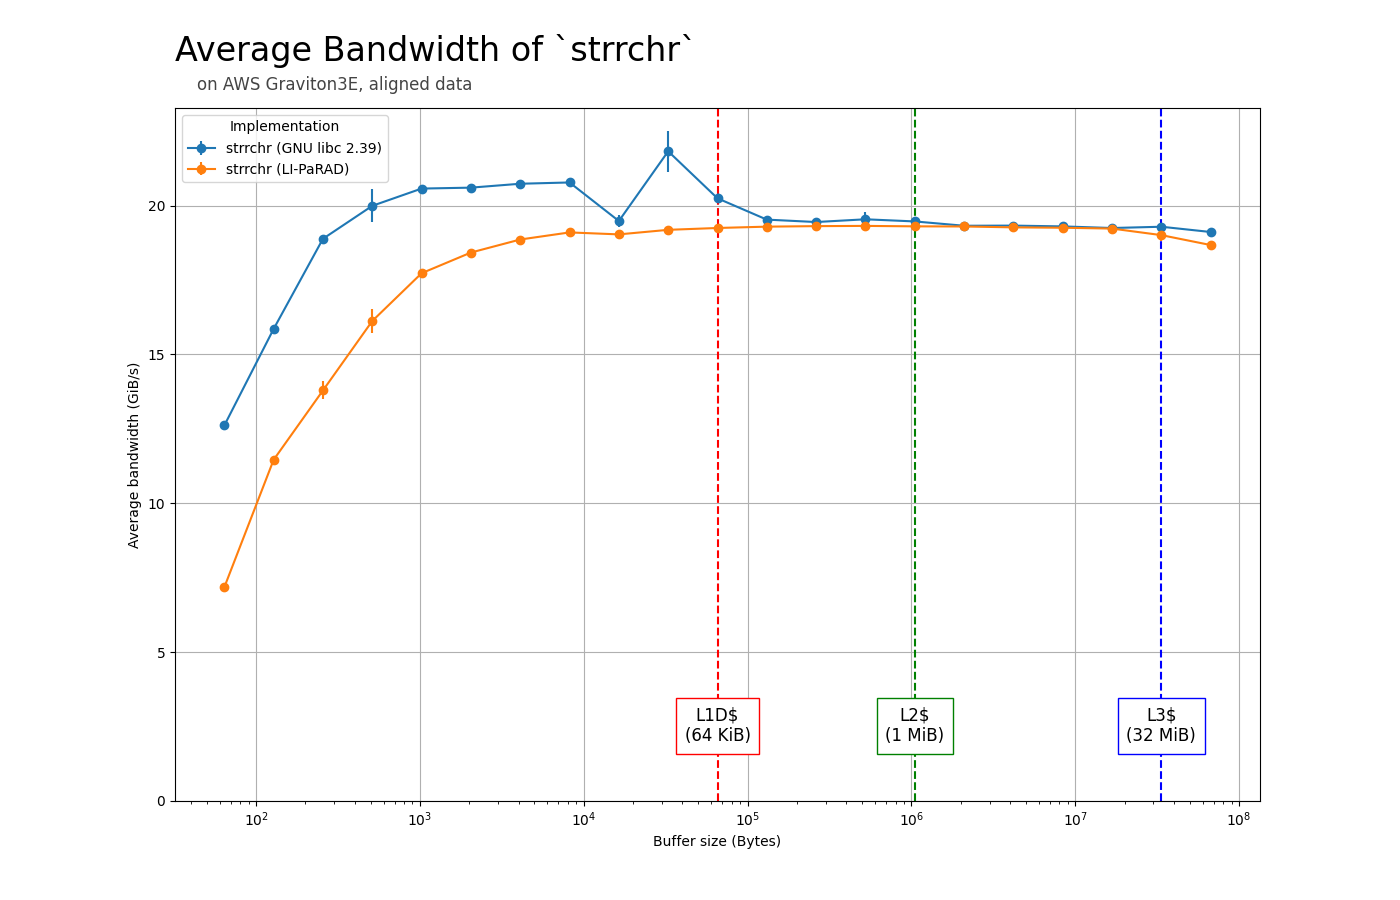 Average Bandwidth of `strrchr`
on AWS Graviton3E, aligned data
Implementation
strrchr (GNU libc 2.39)
strrchr (LI-PaRAD)
Average bandwidth (GiB/s)
20
15
10
5
0
L1D$
(64 KiB)
L2$
(1 MiB)
L3$
(32 MiB)
10² 10³ 10⁴ 10⁵ 10⁶ 10⁷ 10⁸
Buffer size (Bytes)